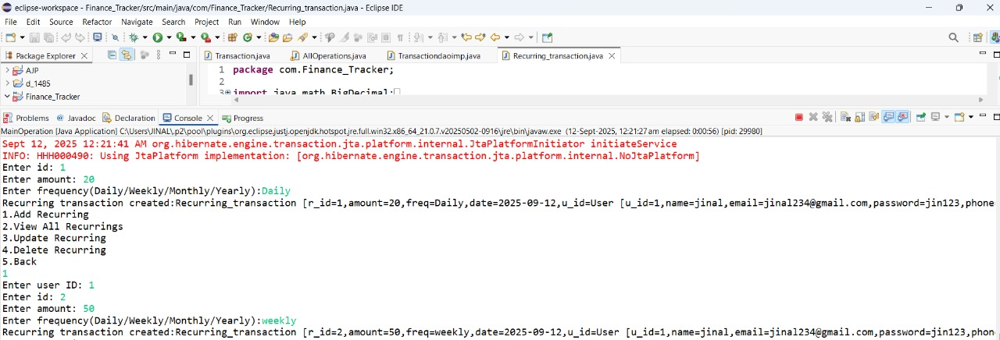 eclipse-workspace - Finance_Tracker/src/main/java/com/Finance_Tracker/Recurring_transaction.java - Eclipse IDE
File Edit Source Refactor Navigate Search Project Run Window Help
Package Explorer
Transaction.java AllOperations.java Transactiondaoimp.java Recurring_transaction.java
AJP
d_1485
Finance_Tracker
1 package com.Finance_Tracker;
2
3 import java.math.BigDecimal;
Problems Javadoc Declaration Console Progress
MainOperation [Java Application] C:\Users\JINAL\.p2\pool\plugins\org.eclipse.justj.openjdk.hotspot.jre.full.win32.x86_64_21.0.7.v20250502-0916\jre\bin\javaw.exe (12-Sept-2025, 12:21:27 am elapsed: 0:00:56) [pid: 29980]
Sept 12, 2025 12:21:41 AM org.hibernate.engine.transaction.jta.platform.internal.JtaPlatformInitiator initiateService
INFO: HHH000490: Using JtaPlatform implementation: [org.hibernate.engine.transaction.jta.platform.internal.NoJtaPlatform]
Enter id: 1
Enter amount: 20
Enter frequency(Daily/Weekly/Monthly/Yearly):Daily
Recurring transaction created:Recurring_transaction [r_id=1,amount=20,freq=Daily,date=2025-09-12,u_id=User [u_id=1,name=jinal,email=jinal234@gmail.com,password=jin123,phone
1.Add Recurring
2.View All Recurrings
3.Update Recurring
4.Delete Recurring
5.Back
1
Enter user ID: 1
Enter id: 2
Enter amount: 50
Enter frequency(Daily/Weekly/Monthly/Yearly):weekly
Recurring transaction created:Recurring_transaction [r_id=2,amount=50,freq=weekly,date=2025-09-12,u_id=User [u_id=1,name=jinal,email=jinal234@gmail.com,password=jin123,phon